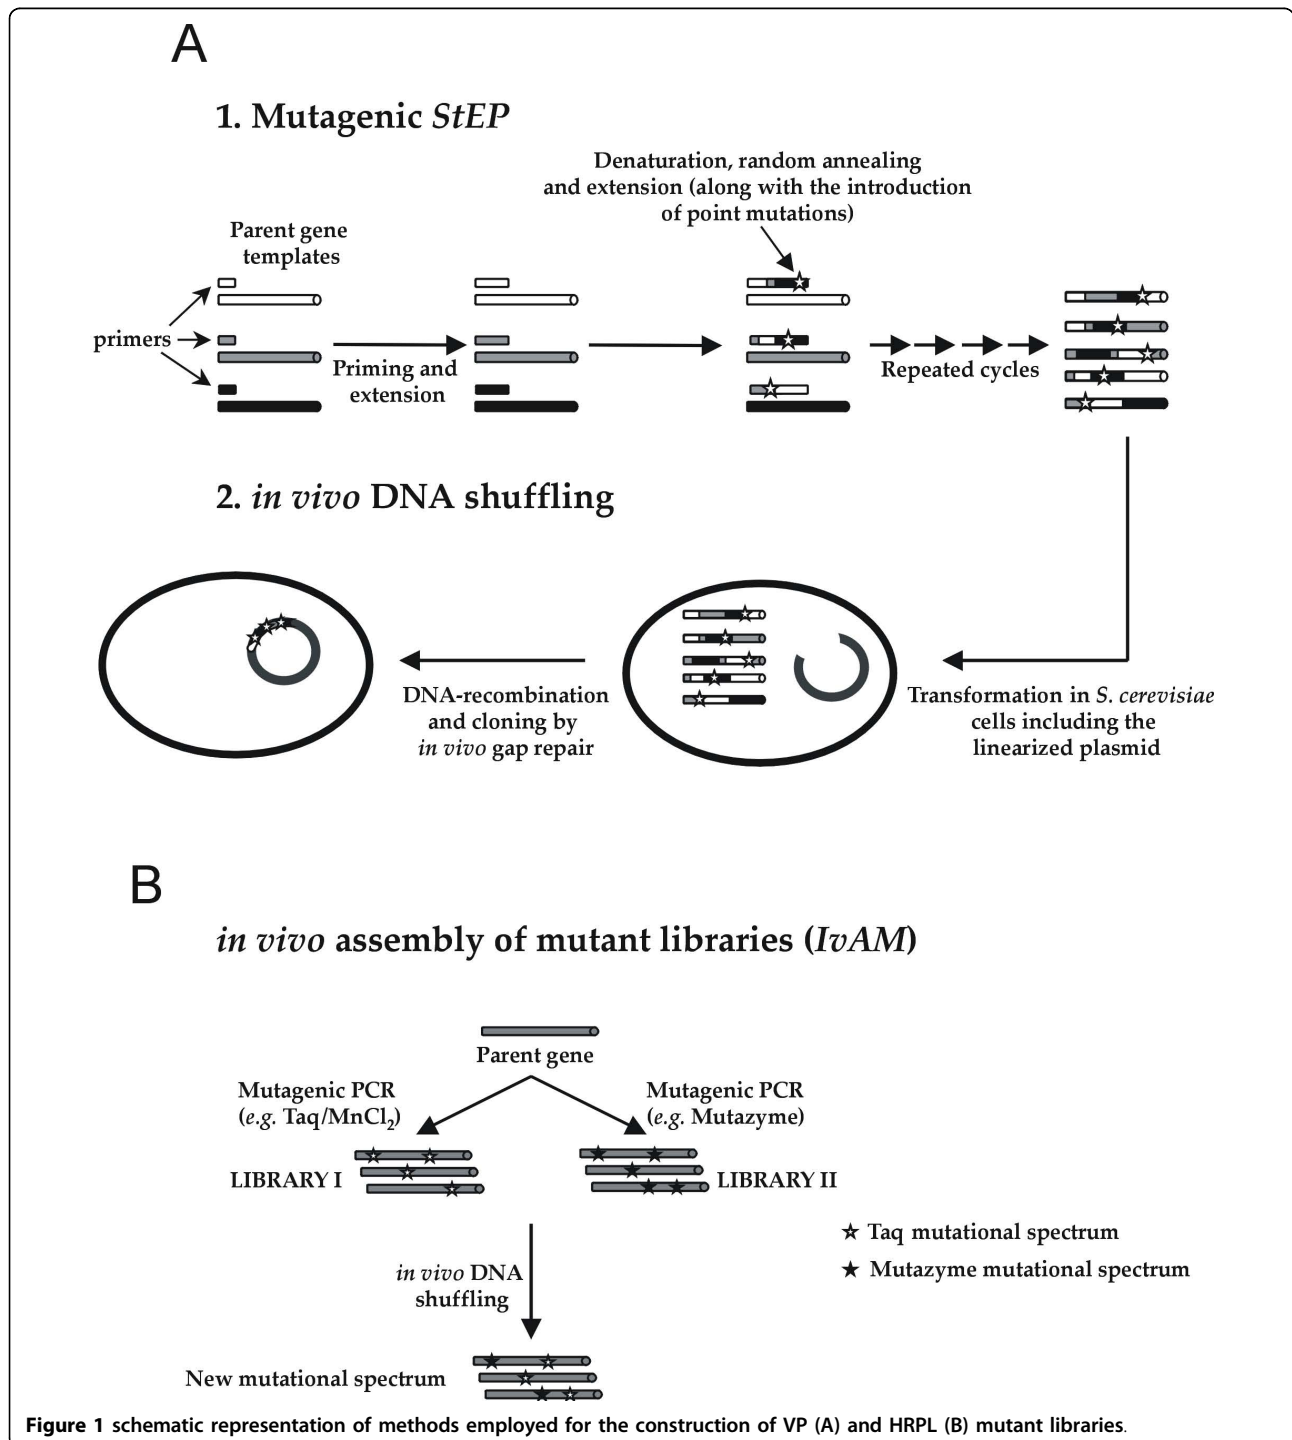 A
1. Mutagenic StEP
Denaturation, random annealing
and extension (along with the introduction
of point mutations)
Parent gene
templates
primers
Priming and
extension
Repeated cycles
2. in vivo DNA shuffling
DNA-recombination
and cloning by
in vivo gap repair
Transformation in S. cerevisiae
cells including the
linearized plasmid
B
in vivo assembly of mutant libraries (IvAM)
Parent gene
Mutagenic PCR
(e.g. Taq/MnCl₂)
Mutagenic PCR
(e.g. Mutazyme)
LIBRARY I
LIBRARY II
Taq mutational spectrum
Mutazyme mutational spectrum
in vivo DNA
shuffling
New mutational spectrum
Figure 1 schematic representation of methods employed for the construction of VP (A) and HRPL (B) mutant libraries.